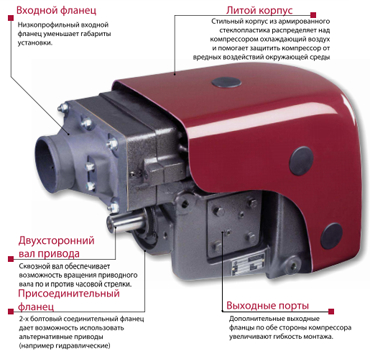 Входной фланец
Низкопрофильный входной
фланец уменьшает габариты
установки.
Литой корпус
Стильный корпус из армированного
стеклопластика распределяет над
компрессором охлаждающий воздух
и помогает защитить компрессор от
вредных воздействий окружающей среды
Двухсторонний
вал привода
Сквозной вал обеспечивает
возможность вращения приводного
вала по и против часовой стрелки.
Присоединительный
фланец
2-х болтовый соединительный фланец
дает возможность использовать
альтернативные приводы
(например гидравлические)
Выходные порты
Дополнительные выходные
фланцы по обе стороны компрессора
увеличивают гибкость монтажа.